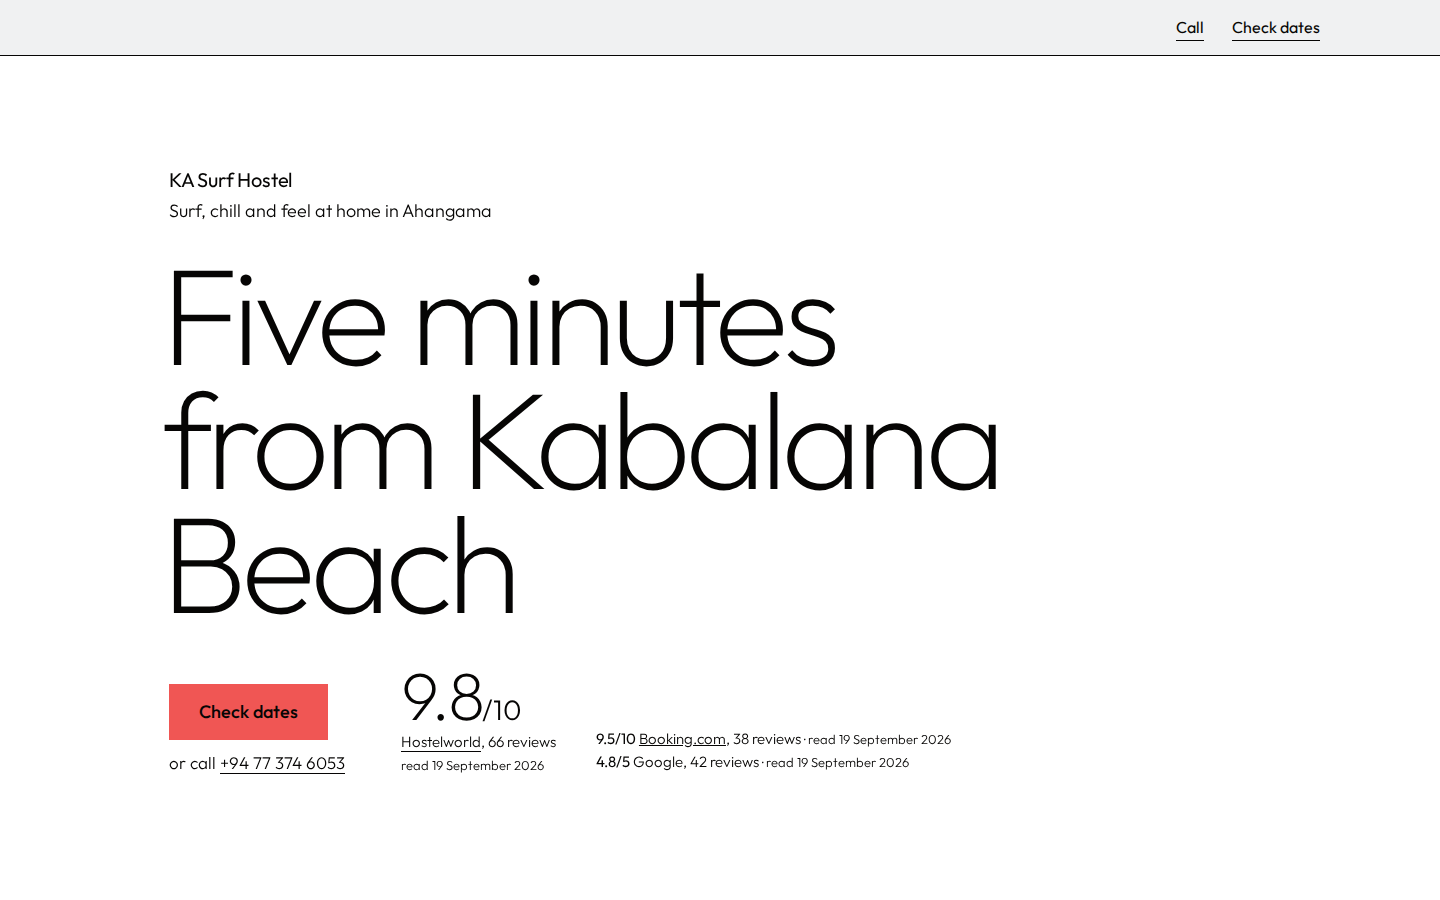 Call Check dates
KA Surf Hostel
Surf, chill and feel at home in Ahangama
Five minutes
from Kabalana
Beach
Check dates
or call +94 77 374 6053
9.8/10
Hostelworld, 66 reviews
read 19 September 2026
9.5/10 Booking.com, 38 reviews · read 19 September 2026
4.8/5 Google, 42 reviews · read 19 September 2026